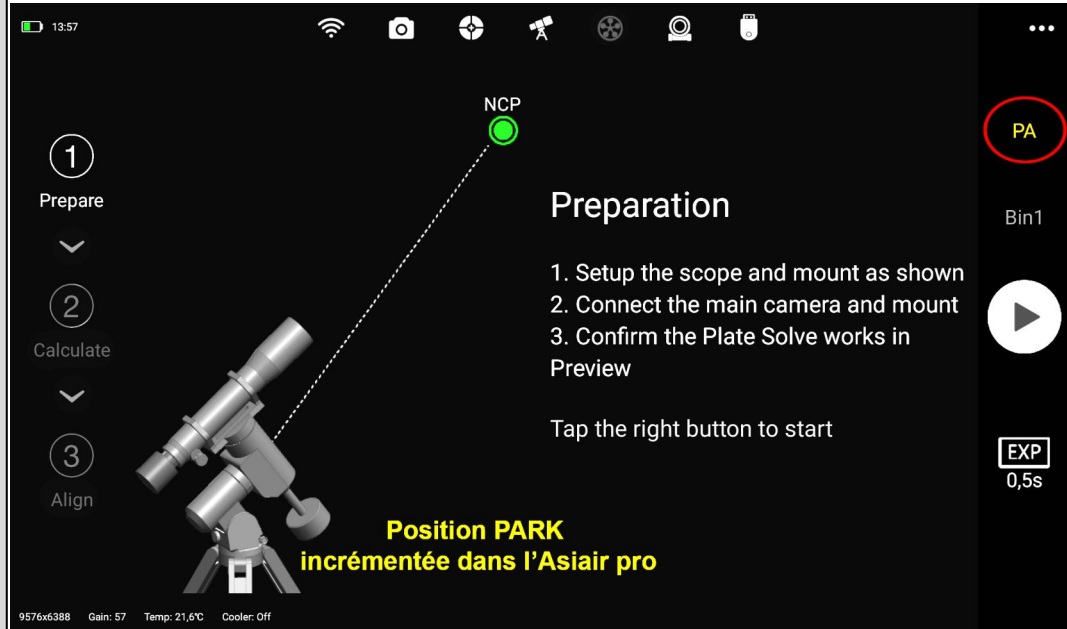 13:57
NCP
PA
1
Prepare
Preparation
Bin1
1. Setup the scope and mount as shown
2. Connect the main camera and mount
3. Confirm the Plate Solve works in
Preview
2
Calculate
Tap the right button to start
3
Align
EXP
0,5s
Position PARK
incrémentée dans l'Asiair pro
9576x6388 Gain: 57 Temp: 21,6°C Cooler: Off